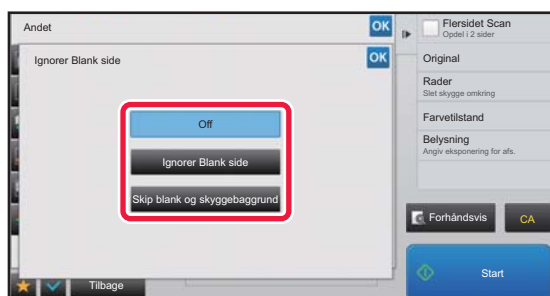 Andet
OK
Ignorer Blank side
OK
Off
Ignorer Blank side
Skip blank og skyggebaggrund
Tilbage
Flersidet Scan
Opdel i 2 sider
Original
Rader
Slet skygge omkring
Farvetilstand
Belysning
Angiv eksponering for afs.
Forhåndsvis
CA
Start